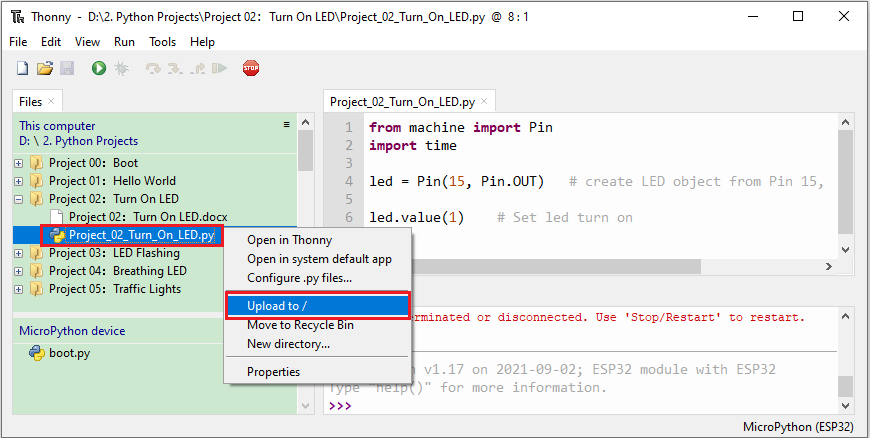 Thonny - D:\2. Python Projects\Project 02: Turn On LED\Project_02_Turn_On_LED.py @ 8 : 1
File Edit View Run Tools Help
STOP
Files
This computer
D: \ 2. Python Projects
Project 00: Boot
Project 01: Hello World
Project 02: Turn On LED
Project 02: Turn On LED.docx
Project_02_Turn_On_LED.py
Project 03: LED Flashing
Project 04: Breathing LED
Project 05: Traffic Lights
MicroPython device
boot.py
Open in Thonny
Open in system default app
Configure .py files...
Upload to /
Move to Recycle Bin
New directory...
Properties
Project_02_Turn_On_LED.py
1 from machine import Pin
2 import time
3
4 led = Pin(15, Pin.OUT) # create LED object from Pin 15,
5
6 led.value(1) # Set led turn on
rminated or disconnected. Use 'Stop/Restart' to restart.
n v1.17 on 2021-09-02; ESP32 module with ESP32
Type "help()" for more information.
>>>
MicroPython (ESP32)